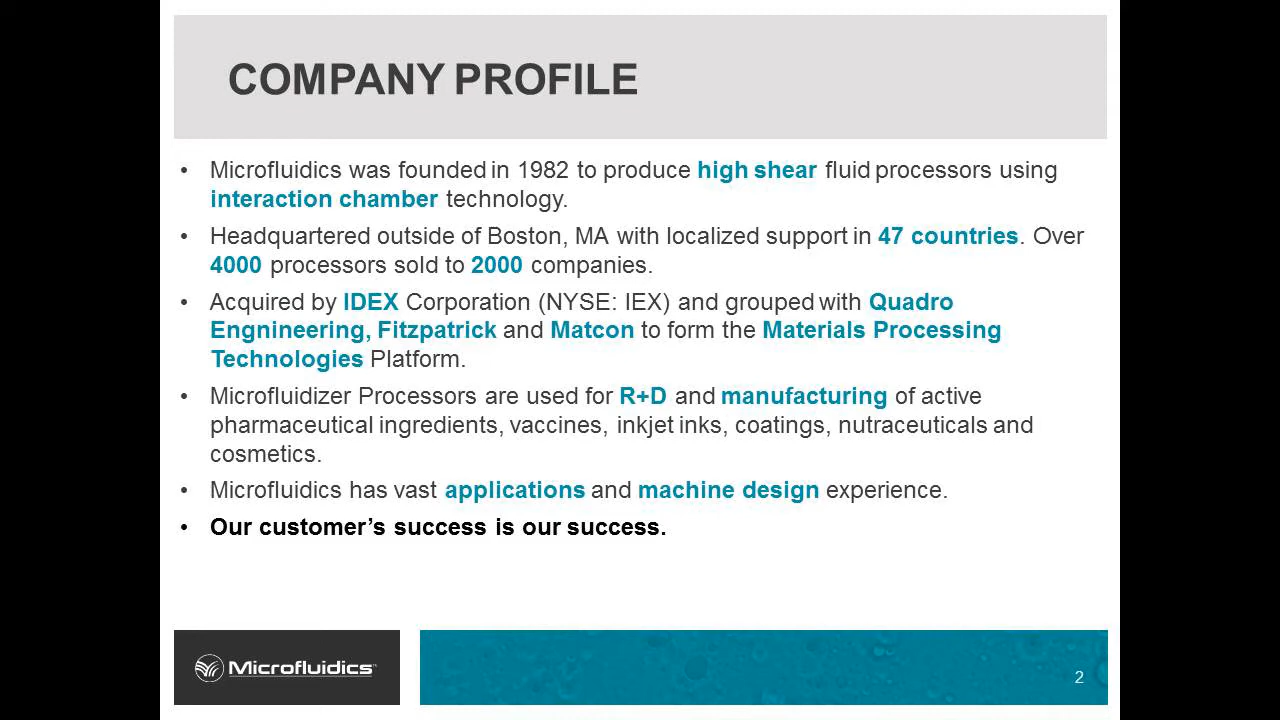 COMPANY PROFILE
• Microfluidics was founded in 1982 to produce high shear fluid processors using
interaction chamber technology.
• Headquartered outside of Boston, MA with localized support in 47 countries. Over
4000 processors sold to 2000 companies.
• Acquired by IDEX Corporation (NYSE: IEX) and grouped with Quadro
Engnineering, Fitzpatrick and Matcon to form the Materials Processing
Technologies Platform.
• Microfluidizer Processors are used for R+D and manufacturing of active
pharmaceutical ingredients, vaccines, inkjet inks, coatings, nutraceuticals and
cosmetics.
• Microfluidics has vast applications and machine design experience.
• Our customer’s success is our success.
Microfluidics™
2